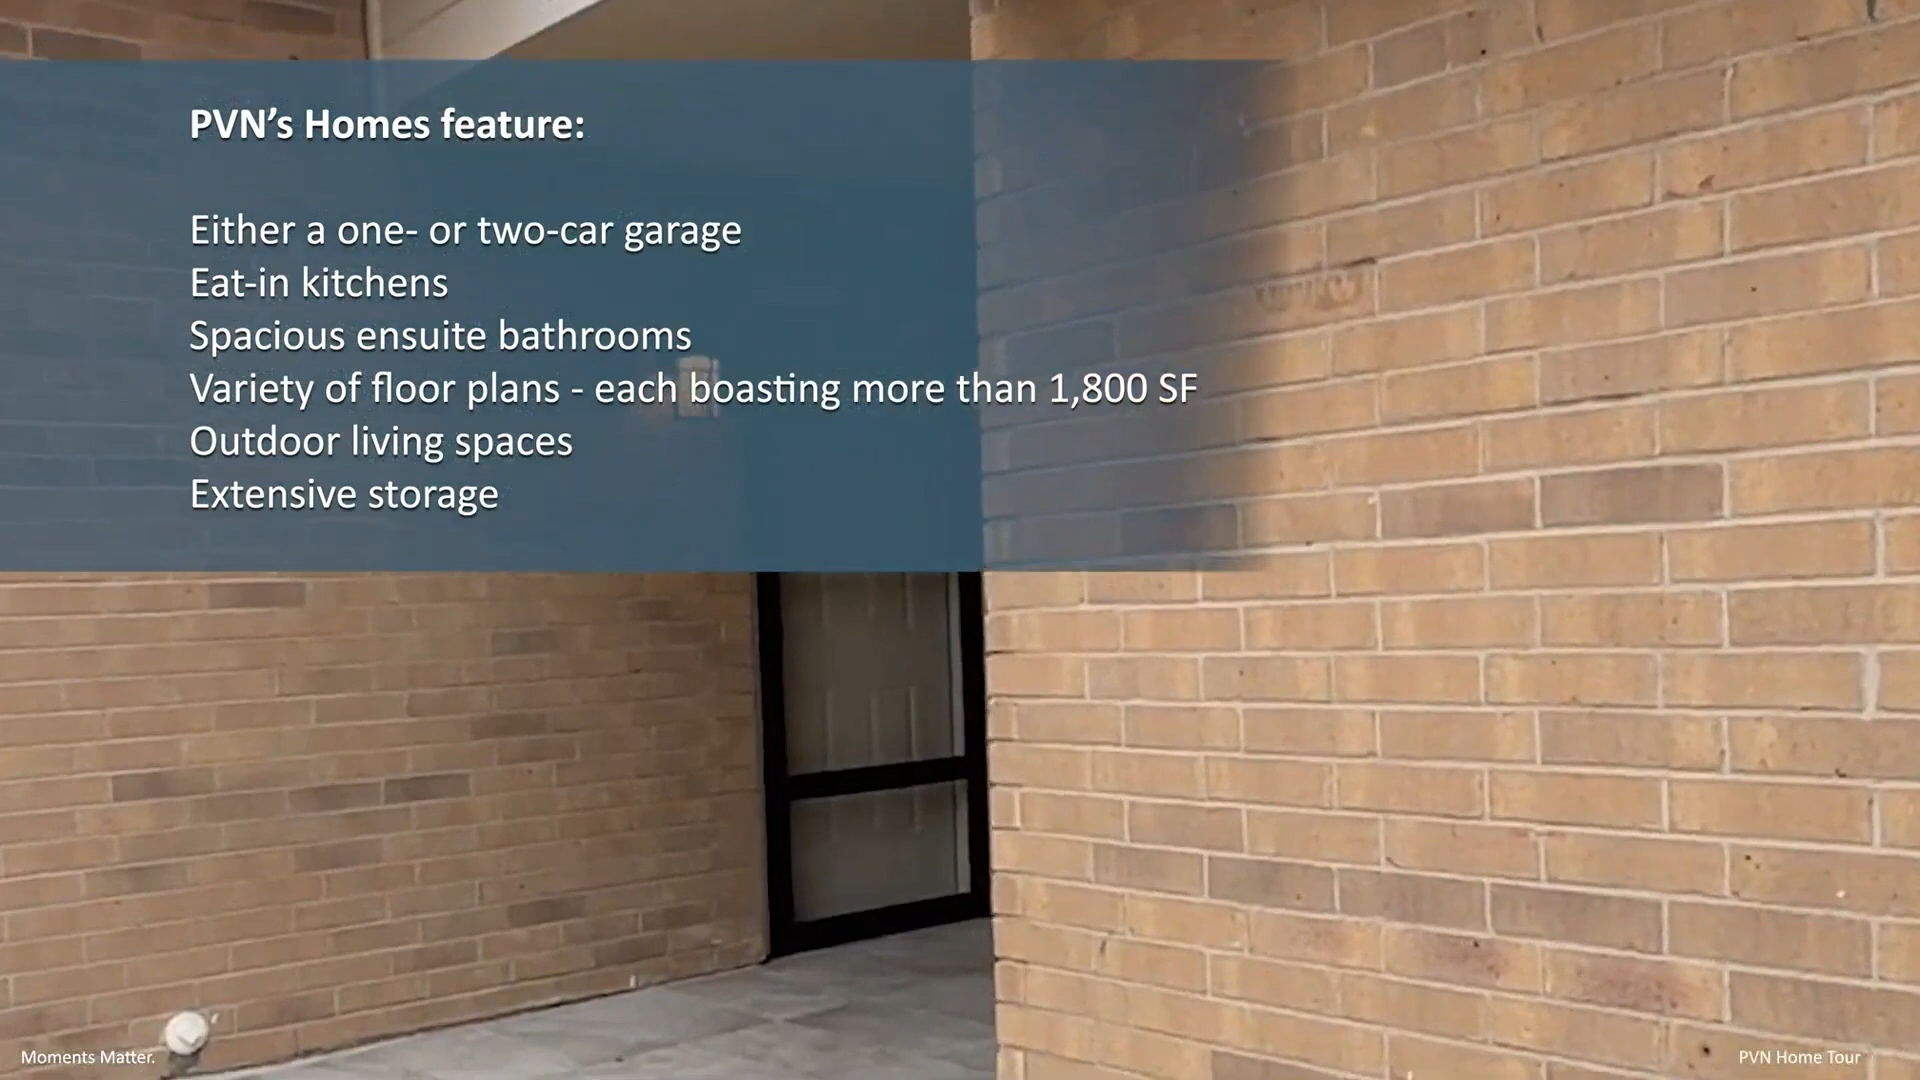 PVN’s Homes feature:
Either a one- or two-car garage
Eat-in kitchens
Spacious ensuite bathrooms
Variety of floor plans - each boasting more than 1,800 SF
Outdoor living spaces
Extensive storage
Moments Matter.
PVN Home Tour